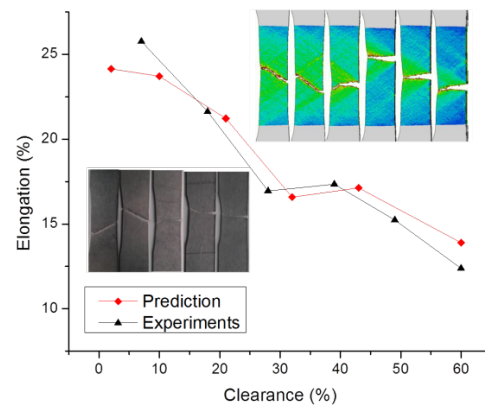 25
20
15
10
Elongation (%)
Prediction
Experiments
0 10 20 30 40 50 60
Clearance (%)